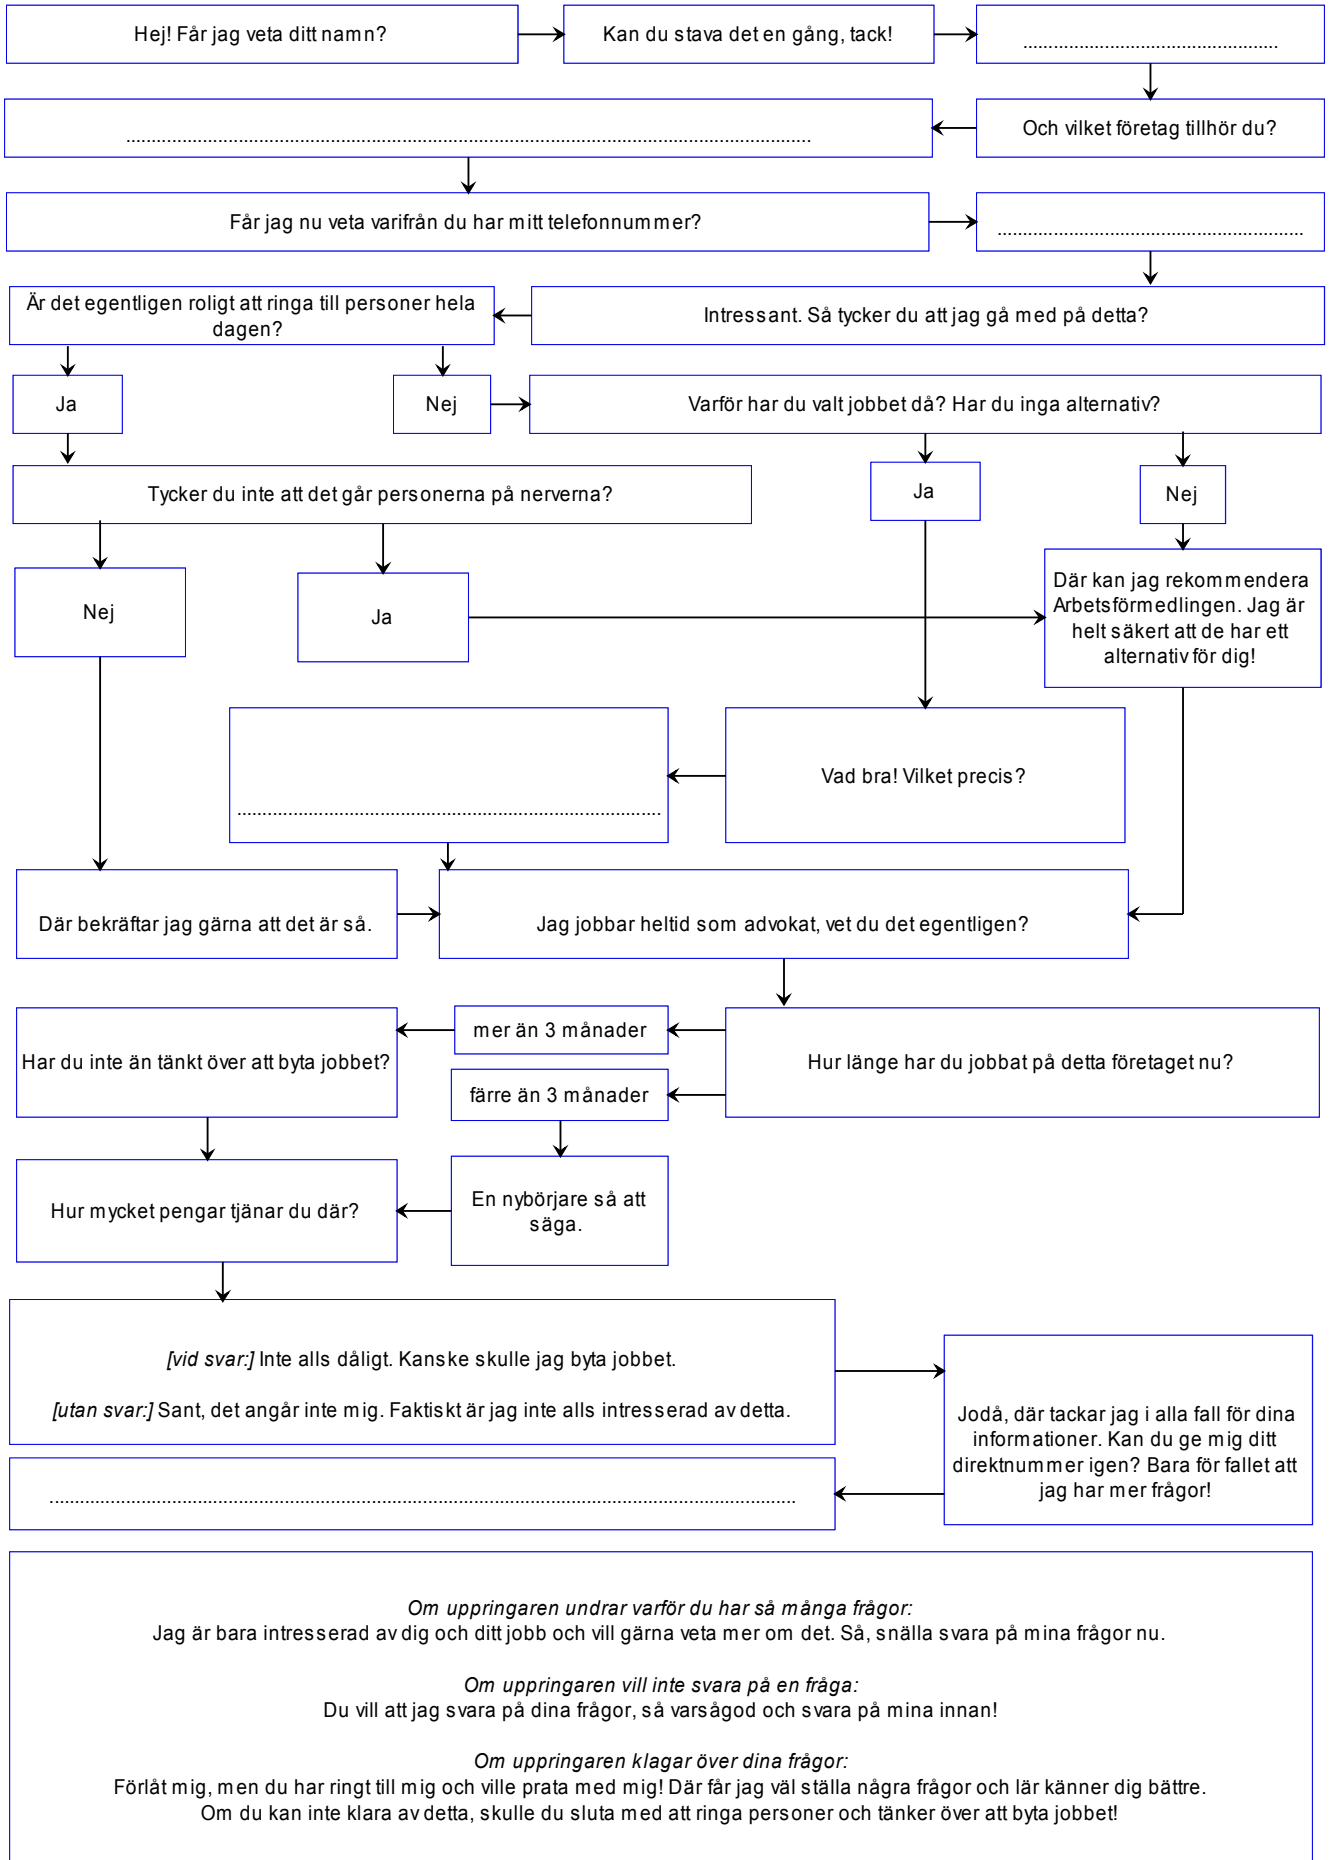 Hej! Får jag veta ditt namn?
Kan du stava det en gång, tack!
..................................................
Och vilket företag tillhör du?
..................................................
Får jag nu veta varifrån du har mitt telefonnummer?
..................................................
Intressant. Så tycker du att jag gå med på detta?
Är det egentligen roligt att ringa till personer hela
dagen?
Ja
Nej
Varför har du valt jobbet då? Har du inga alternativ?
Tycker du inte att det går personerna på nerverna?
Ja
Nej
Nej
Ja
Där kan jag rekommendera
Arbetsförmedlingen. Jag är
helt säkert att de har ett
alternativ för dig!
Vad bra! Vilket precis?
..................................................
Där bekräftar jag gärna att det är så.
Jag jobbar heltid som advokat, vet du det egentligen?
Hur länge har du jobbat på detta företaget nu?
mer än 3 månader
färre än 3 månader
Har du inte än tänkt över att byta jobbet?
En nybörjare så att
säga.
Hur mycket pengar tjänar du där?
[vid svar:] Inte alls dåligt. Kanske skulle jag byta jobbet.
[utan svar:] Sant, det angår inte mig. Faktiskt är jag inte alls intresserad av detta.
Jodå, där tackar jag i alla fall för dina
informationer. Kan du ge mig ditt
direktnummer igen? Bara för fallet att
jag har mer frågor!
..................................................
Om uppringaren undrar varför du har så många frågor:
Jag är bara intresserad av dig och ditt jobb och vill gärna veta mer om det. Så, snälla svara på mina frågor nu.
Om uppringaren vill inte svara på en fråga:
Du vill att jag svara på dina frågor, så varsågod och svara på mina innan!
Om uppringaren klagar över dina frågor:
Förlåt mig, men du har ringt till mig och ville prata med mig! Där får jag väl ställa några frågor och lär känner dig bättre.
Om du kan inte klara av detta, skulle du sluta med att ringa personer och tänker över att byta jobbet!